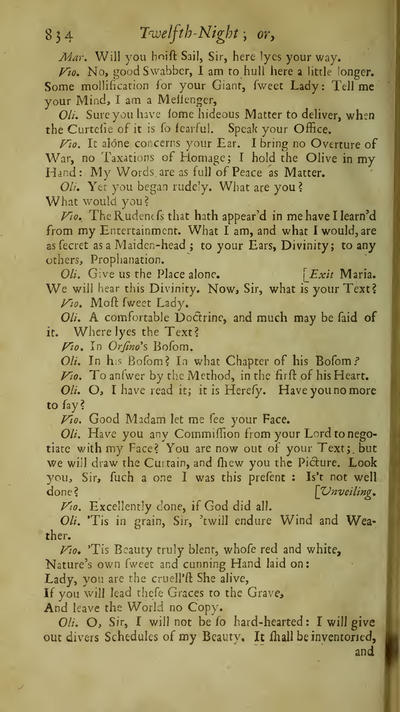 834 Twelfth-Night; or,
Mar. Will you hoiſt Sail, Sir, here lyes your way.
Vio. No, good Swabber, I am to hull here a little longer.
Some mollification for your Giant, ſweet Lady: Tell me
your Mind, I am a Meſſenger,
Oli. Sure you have ſome hideous Matter to deliver, when
the Curteſie of it is ſo fearful. Speak your Office.
Vio. It alone concerns your Ear. I bring no Overture of
War, no Taxations of Homage; I hold the Olive in my
Hand: My Words are as full of Peace as Matter.
Oli. Yet you began rudely. What are you?
What would you?
Vio. The Rudeneſs that hath appear'd in me have I learn'd
from my Entertainment. What I am, and what I would, are
as ſecret as a Maiden-head; to your Ears, Divinity; to any
others, Prophanation.
Oli. Give us the Place alone. [Exit Maria.
We will hear this Divinity. Now, Sir, what is your Text?
Vio. Moſt ſweet Lady.
Oli. A comfortable Doctrine, and much may be ſaid of
it. Where lyes the Text?
Vio. In Orſino's Boſom.
Oli. In his Boſom? In what Chapter of his Boſom?
Vio. To anſwer by the Method, in the firſt of his Heart.
Oli. O, I have read it; it is Hereſy. Have you no more
to ſay?
Vio. Good Madam let me ſee your Face.
Oli. Have you any Commiſſion from your Lord to nego-
tiate with my Face? You are now out of your Text; but
we will draw the Curtain, and ſhew you the Picture. Look
you, Sir, ſuch a one I was this preſent: Is't not well
done? [Unveiling.
Vio. Excellently done, if God did all.
Oli. 'Tis in grain, Sir, 'twill endure Wind and Wea-
ther.
Vio. 'Tis Beauty truly blent, whoſe red and white,
Nature's own ſweet and cunning Hand laid on:
Lady, you are the cruell'ſt She alive,
If you will lead theſe Graces to the Grave,
And leave the World no Copy.
Oli. O, Sir, I will not be ſo hard-hearted: I will give
out divers Schedules of my Beauty. It ſhall be inventoried,
and